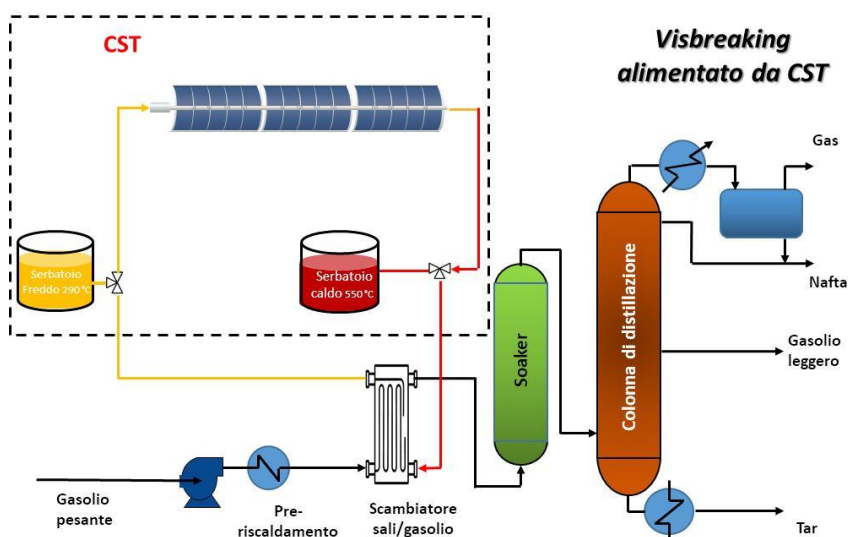 CST
Visbreaking
alimentato da CST
Gas
Serbatoio
Freddo 290°C
Serbatoio
caldo 550°C
Nafta
Soaker
Colonna di distillazione
Gasolio
leggero
Gasolio
pesante
Pre-
riscaldamento
Scambiatore
sali/gasolio
Tar